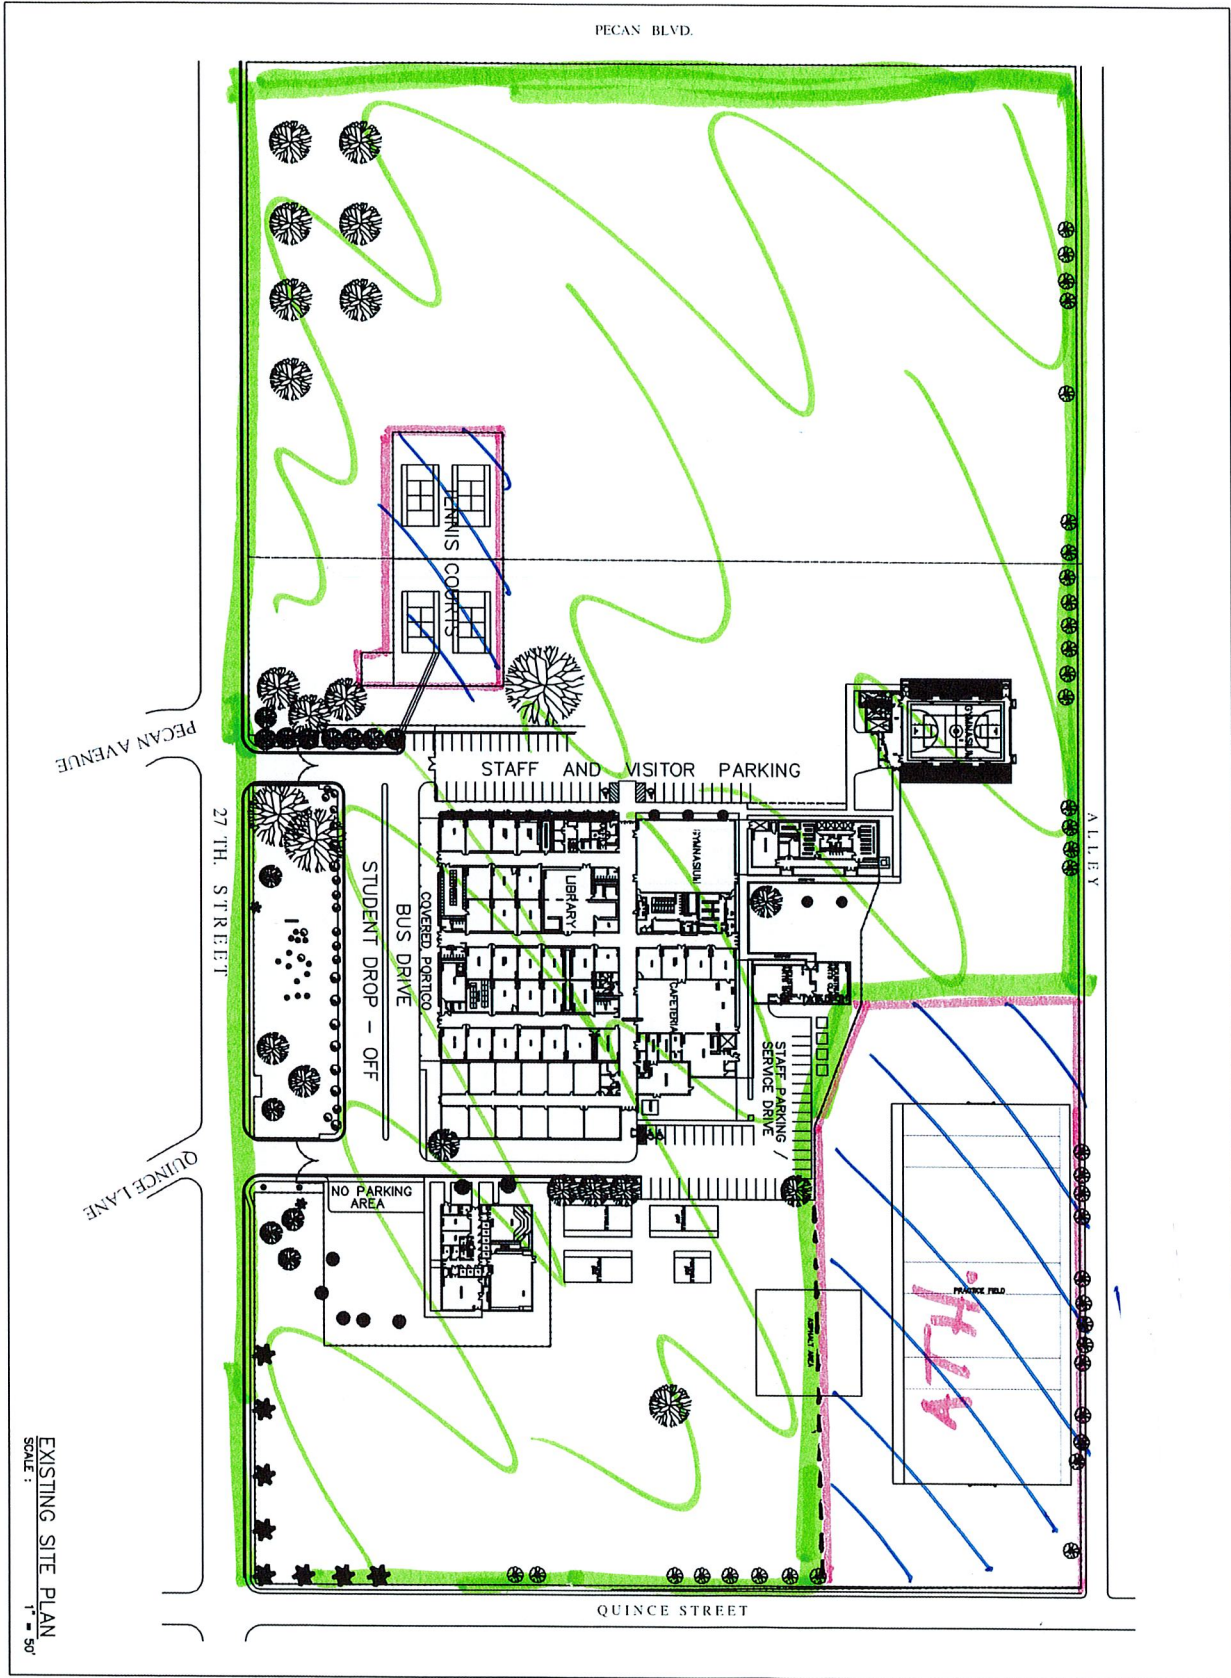 PECAN BLVD.
TENNIS COURTS
GYMNASIUM
PECAN AVENUE
STAFF AND VISITOR PARKING
ALLEY
27 TH. STREET
STUDENT DROP - OFF
BUS DRIVE
COVERED PORTICO
LIBRARY
GYMNASIUM
CAFETERIA
STAFF PARKING /
SERVICE DRIVE
QUINCE LANE
NO PARKING
AREA
PRACTICE FIELD
ATH.
ASPHALT AREA
QUINCE STREET
EXISTING SITE PLAN
SCALE : 1" = 50'